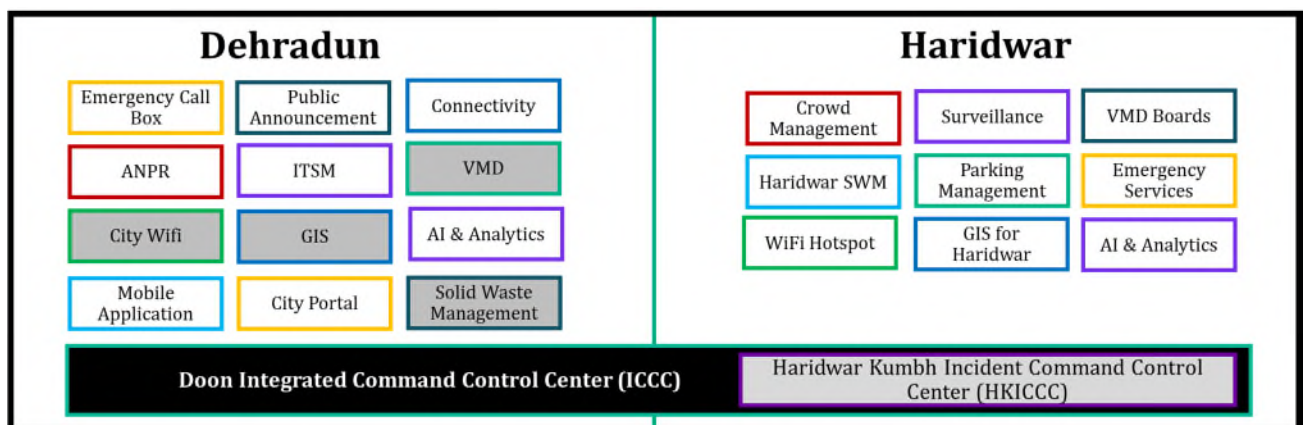 Dehradun
Emergency Call
Box
Public
Announcement
Connectivity
ANPR
ITSM
VMD
City Wifi
GIS
AI & Analytics
Mobile
Application
City Portal
Solid Waste
Management
Haridwar
Crowd
Management
Surveillance
VMD Boards
Haridwar SWM
Parking
Management
Emergency
Services
WiFi Hotspot
GIS for
Haridwar
AI & Analytics
Doon Integrated Command Control Center (ICCC)
Haridwar Kumbh Incident Command Control
Center (HKICCC)